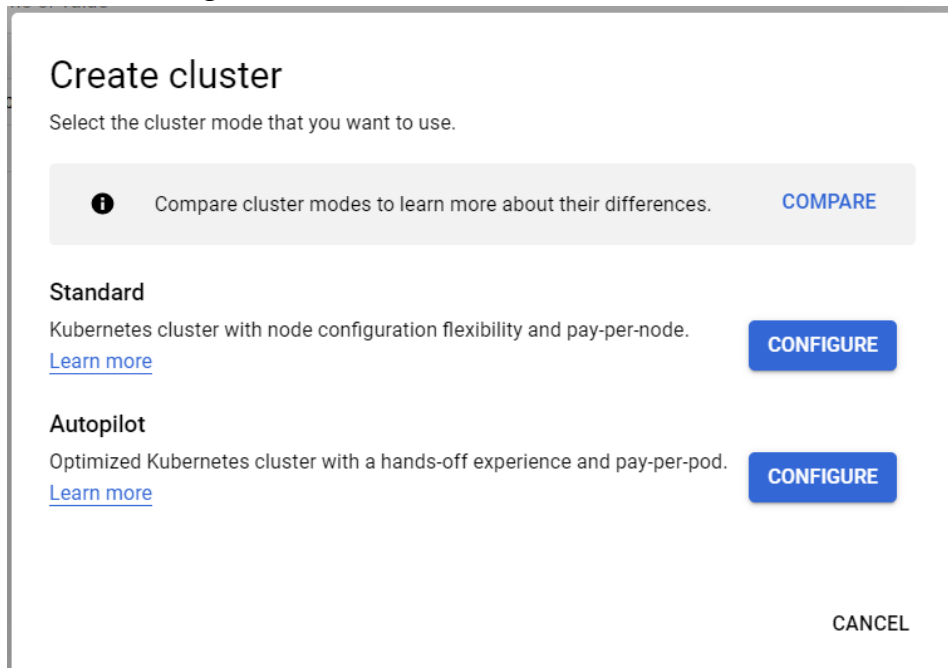 Create cluster
Select the cluster mode that you want to use.
Compare cluster modes to learn more about their differences.
COMPARE
Standard
Kubernetes cluster with node configuration flexibility and pay-per-node.
Learn more
CONFIGURE
Autopilot
Optimized Kubernetes cluster with a hands-off experience and pay-per-pod.
Learn more
CONFIGURE
CANCEL